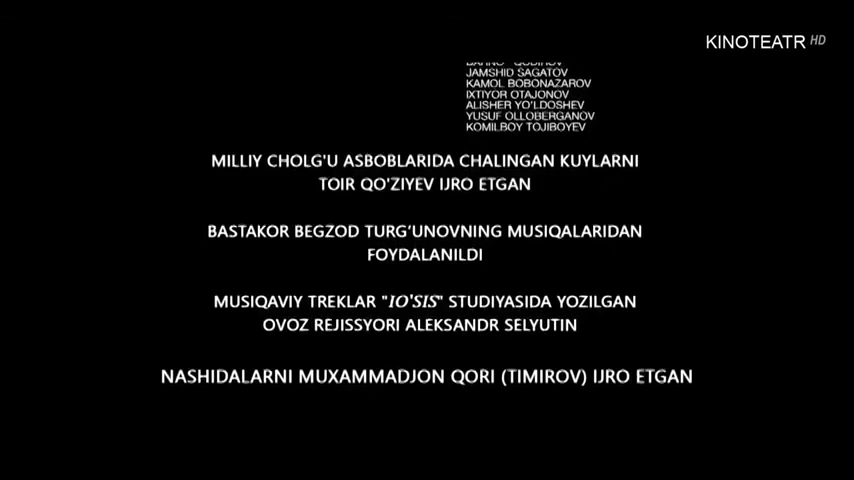 KINOTEATR HD
JAMSHID SAGATOV
KAMOL BOBONAZAROV
IXTIYOR OTAJONOV
ALISHER YO'LDOSHEV
YUSUF OLLOBERGANOV
KOMILBOY TOJIBOYEV
MILLIY CHOLG'U ASBOBLARIDA CHALINGAN KUYLARNI
TOIR QO'ZIYEV IJRO ETGAN
BASTAKOR BEGZOD TURG‘UNOVNING MUSIQALARIDAN
FOYDALANILDI
MUSIQAVIY TREKLAR "IO'SIS" STUDIYASIDA YOZILGAN
OVOZ REJISSYORI ALEKSANDR SELYUTIN
NASHIDALARNI MUXAMMADJON QORI (TIMIROV) IJRO ETGAN